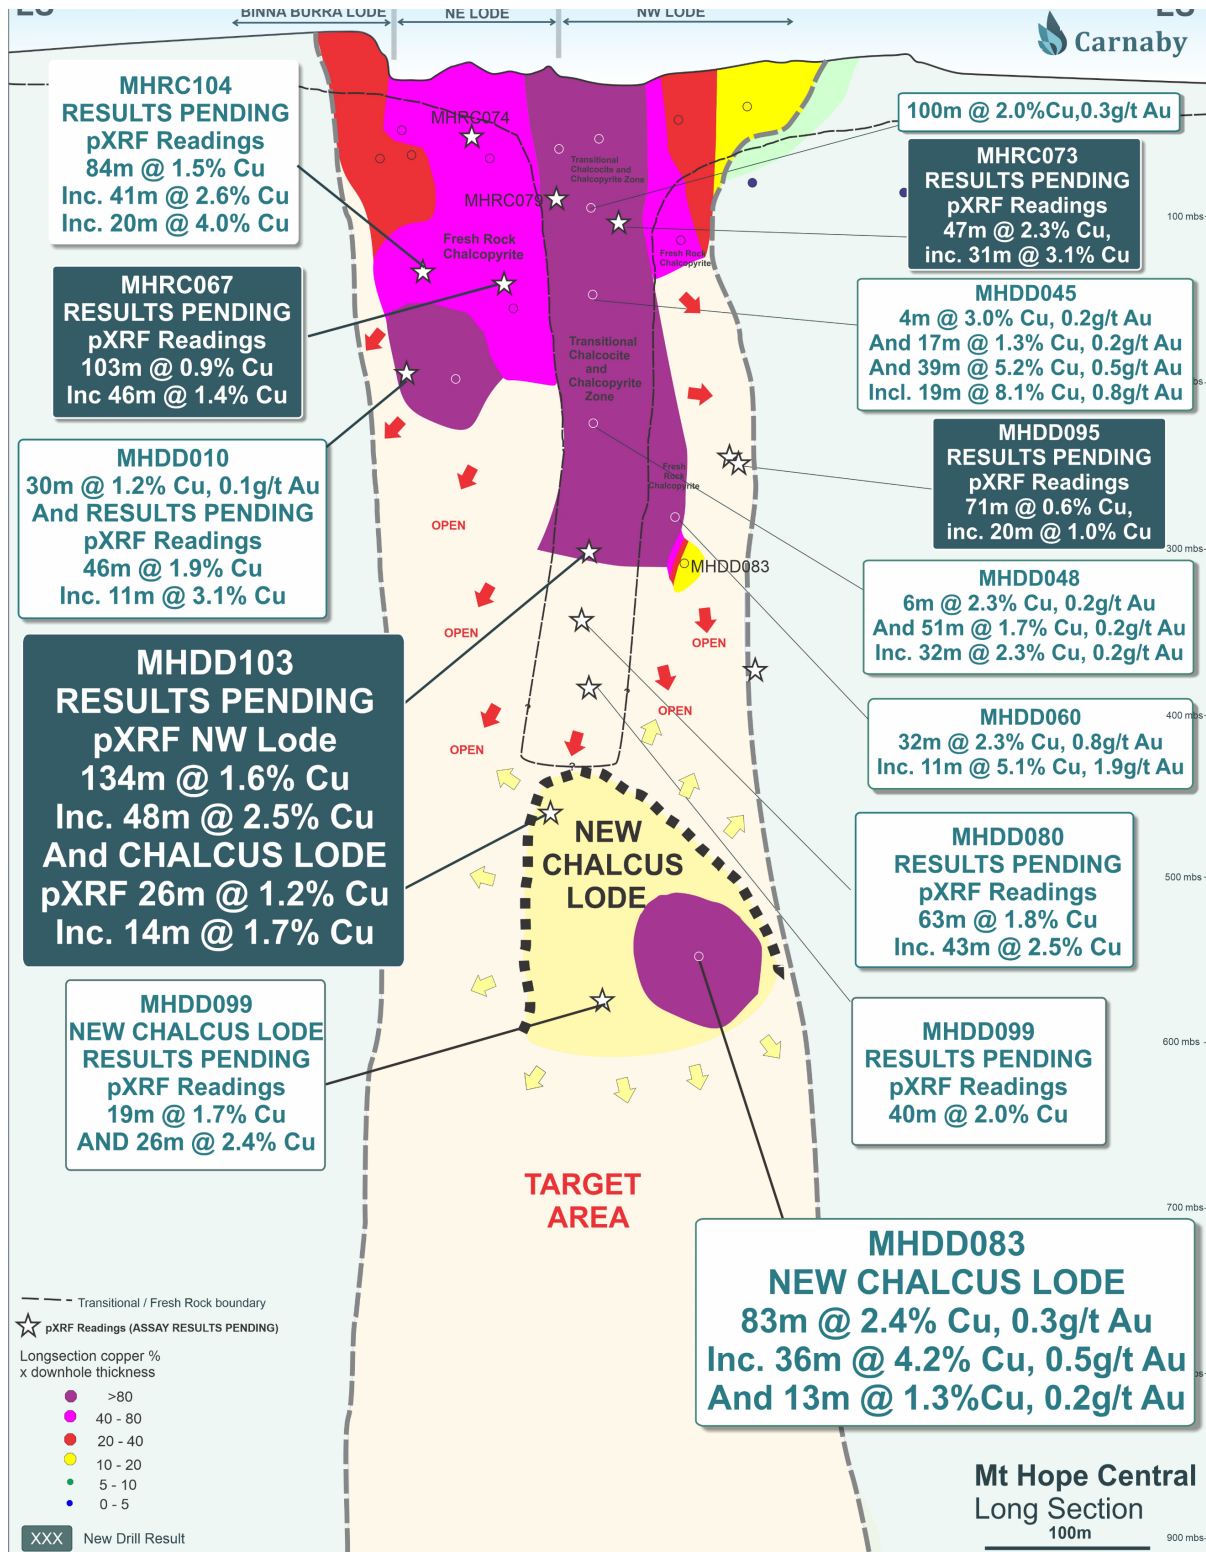 BINNA BURRA LODE
NE LODE
NW LODE
Carnaby
MHRC104
RESULTS PENDING
pXRF Readings
84m @ 1.5% Cu
Inc. 41m @ 2.6% Cu
Inc. 20m @ 4.0% Cu
MHRC067
RESULTS PENDING
pXRF Readings
103m @ 0.9% Cu
Inc 46m @ 1.4% Cu
MHDD010
30m @ 1.2% Cu, 0.1g/t Au
And RESULTS PENDING
pXRF Readings
46m @ 1.9% Cu
Inc. 11m @ 3.1% Cu
MHDD103
RESULTS PENDING
pXRF NW Lode
134m @ 1.6% Cu
Inc. 48m @ 2.5% Cu
And CHALCUS LODE
pXRF 26m @ 1.2% Cu
Inc. 14m @ 1.7% Cu
MHDD099
NEW CHALCUS LODE
RESULTS PENDING
pXRF Readings
19m @ 1.7% Cu
AND 26m @ 2.4% Cu
MHRC074
MHRC079
Transitional
Chalcocite and
Chalcopyrite Zone
Fresh Rock
Chalcopyrite
Fresh Rock
Chalcopyrite
Transitional
Chalcocite
and
Chalcopyrite
Zone
Fresh
Rock
Chalcopyrite
MHDD083
OPEN
OPEN
OPEN
OPEN
OPEN
?
?
?
NEW
CHALCUS
LODE
TARGET
AREA
100m @ 2.0%Cu,0.3g/t Au
MHRC073
RESULTS PENDING
pXRF Readings
47m @ 2.3% Cu,
inc. 31m @ 3.1% Cu
100 mbs
MHDD045
4m @ 3.0% Cu, 0.2g/t Au
And 17m @ 1.3% Cu, 0.2g/t Au
And 39m @ 5.2% Cu, 0.5g/t Au
Incl. 19m @ 8.1% Cu, 0.8g/t Au
MHDD095
RESULTS PENDING
pXRF Readings
71m @ 0.6% Cu,
inc. 20m @ 1.0% Cu
300 mbs
MHDD048
6m @ 2.3% Cu, 0.2g/t Au
And 51m @ 1.7% Cu, 0.2g/t Au
Inc. 32m @ 2.3% Cu, 0.2g/t Au
MHDD060
32m @ 2.3% Cu, 0.8g/t Au
Inc. 11m @ 5.1% Cu, 1.9g/t Au
400 mbs
MHDD080
RESULTS PENDING
pXRF Readings
63m @ 1.8% Cu
Inc. 43m @ 2.5% Cu
500 mbs
MHDD099
RESULTS PENDING
pXRF Readings
40m @ 2.0% Cu
600 mbs
700 mbs
MHDD083
NEW CHALCUS LODE
83m @ 2.4% Cu, 0.3g/t Au
Inc. 36m @ 4.2% Cu, 0.5g/t Au
And 13m @ 1.3%Cu, 0.2g/t Au
Transitional / Fresh Rock boundary
pXRF Readings (ASSAY RESULTS PENDING)
Longsection copper %
x downhole thickness
>80
40 - 80
20 - 40
10 - 20
5 - 10
0 - 5
XXX New Drill Result
Mt Hope Central
Long Section
100m
900 mbs